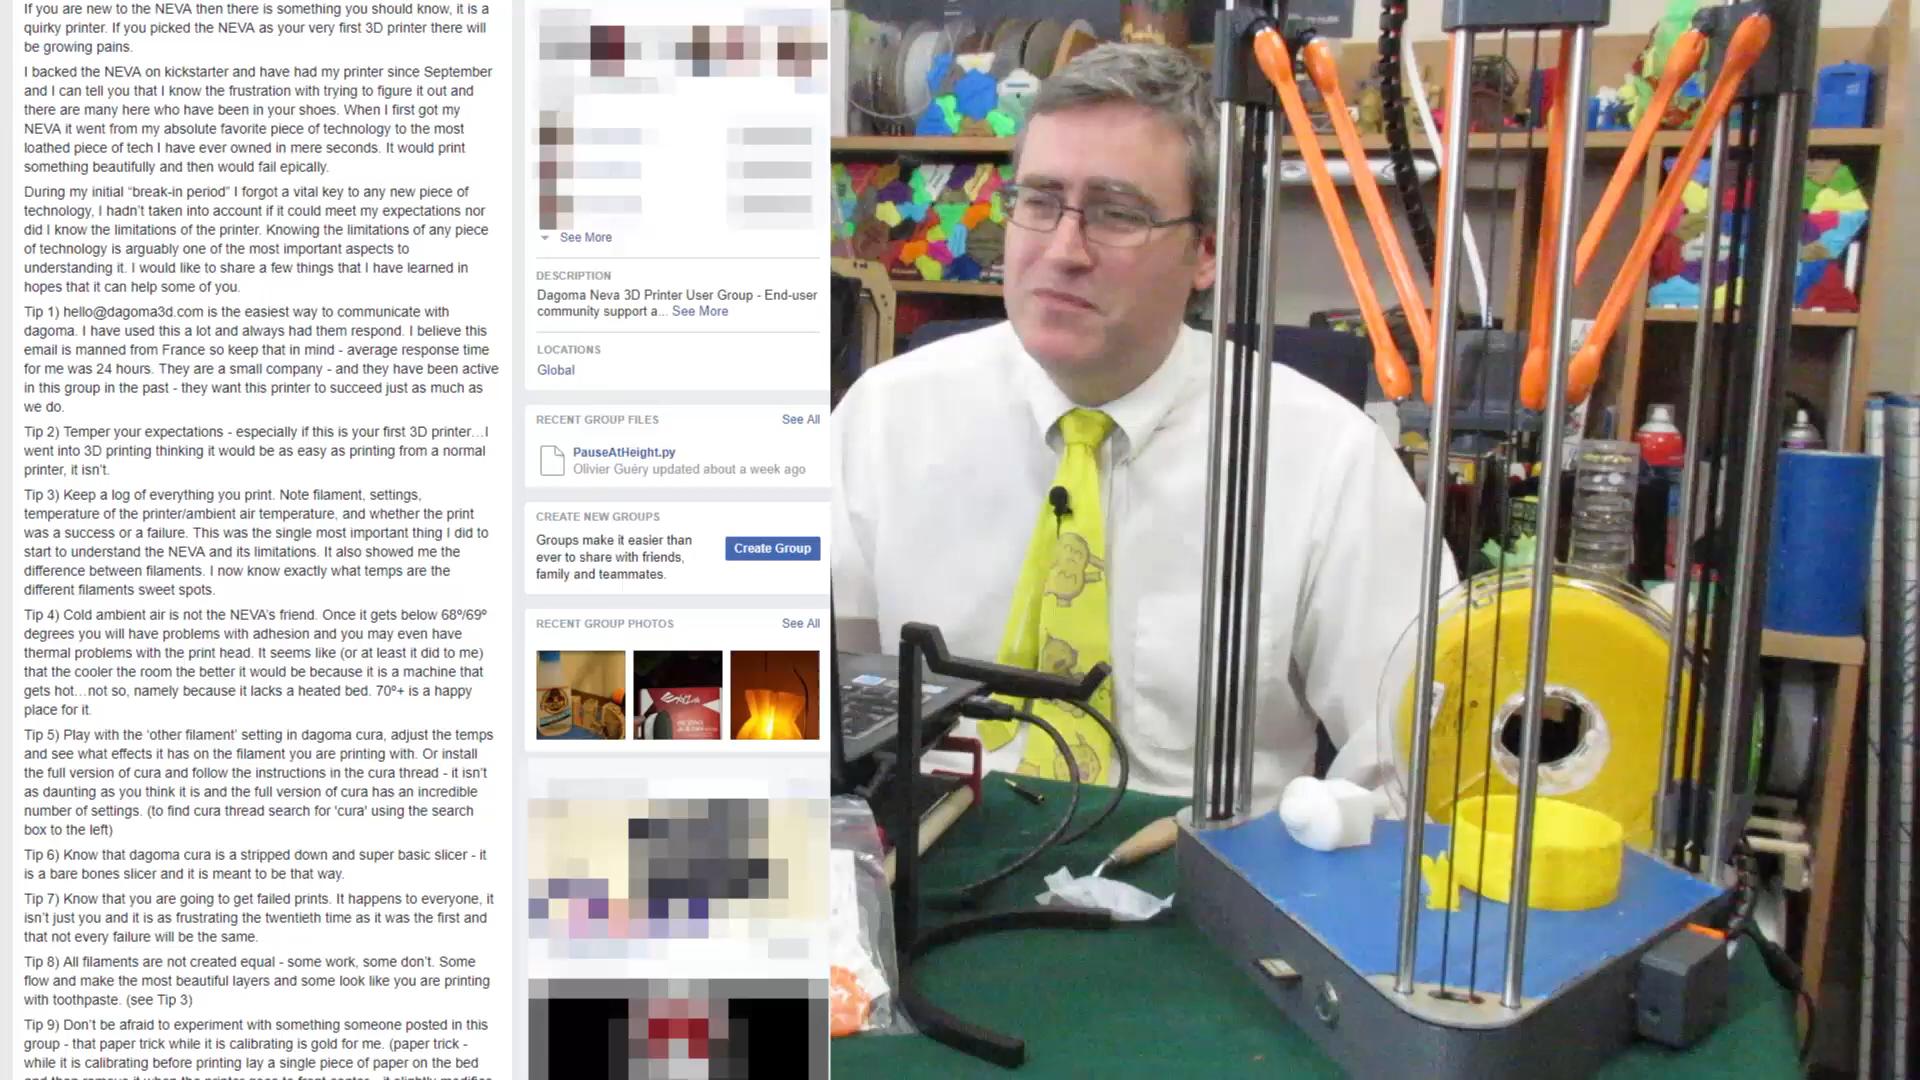 If you are new to the NEVA then there is something you should know, it is a
quirky printer. If you picked the NEVA as your very first 3D printer there will
be growing pains.
I backed the NEVA on kickstarter and have had my printer since September
and I can tell you that I know the frustration with trying to figure it out and
there are many here who have been in your shoes. When I first got my
NEVA it went from my absolute favorite piece of technology to the most
loathed piece of tech I have ever owned in mere seconds. It would print
something beautifully and then would fail epically.
During my initial “break-in period” I forgot a vital key to any new piece of
technology, I hadn’t taken into account if it could meet my expectations nor
did I know the limitations of the printer. Knowing the limitations of any piece
of technology is arguably one of the most important aspects to
understanding it. I would like to share a few things that I have learned in
hopes that it can help some of you.
Tip 1) hello@dagoma3d.com is the easiest way to communicate with
dagoma. I have used this a lot and always had them respond. I believe this
email is manned from France so keep that in mind - average response time
for me was 24 hours. They are a small company - and they have been active
in this group in the past - they want this printer to succeed just as much as
we do.
Tip 2) Temper your expectations - especially if this is your first 3D printer…I
went into 3D printing thinking it would be as easy as printing from a normal
printer, it isn’t.
Tip 3) Keep a log of everything you print. Note filament, settings,
temperature of the printer/ambient air temperature, and whether the print
was a success or a failure. This was the single most important thing I did to
start to understand the NEVA and its limitations. It also showed me the
difference between filaments. I now know exactly what temps are the
different filaments sweet spots.
Tip 4) Cold ambient air is not the NEVA’s friend. Once it gets below 68º/69º
degrees you will have problems with adhesion and you may even have
thermal problems with the print head. It seems like (or at least it did to me)
that the cooler the room the better it would be because it is a machine that
gets hot…not so, namely because it lacks a heated bed. 70º+ is a happy
place for it.
Tip 5) Play with the ‘other filament’ setting in dagoma cura, adjust the temps
and see what effects it has on the filament you are printing with. Or install
the full version of cura and follow the instructions in the cura thread - it isn’t
as daunting as you think it is and the full version of cura has an incredible
number of settings. (to find cura thread search for 'cura' using the search
box to the left)
Tip 6) Know that dagoma cura is a stripped down and super basic slicer - it
is a bare bones slicer and it is meant to be that way.
Tip 7) Know that you are going to get failed prints. It happens to everyone, it
isn’t just you and it is as frustrating the twentieth time as it was the first and
that not every failure will be the same.
Tip 8) All filaments are not created equal - some work, some don’t. Some
flow and make the most beautiful layers and some look like you are printing
with toothpaste. (see Tip 3)
Tip 9) Don’t be afraid to experiment with something someone posted in this
group - that paper trick while it is calibrating is gold for me. (paper trick -
while it is calibrating before printing lay a single piece of paper on the bed
See More
DESCRIPTION
Dagoma Neva 3D Printer User Group - End-user
community support a... See More
LOCATIONS
Global
RECENT GROUP FILES See All
PauseAtHeight.py
Olivier Guéry updated about a week ago
CREATE NEW GROUPS
Groups make it easier than
ever to share with friends,
family and teammates.
Create Group
RECENT GROUP PHOTOS See All